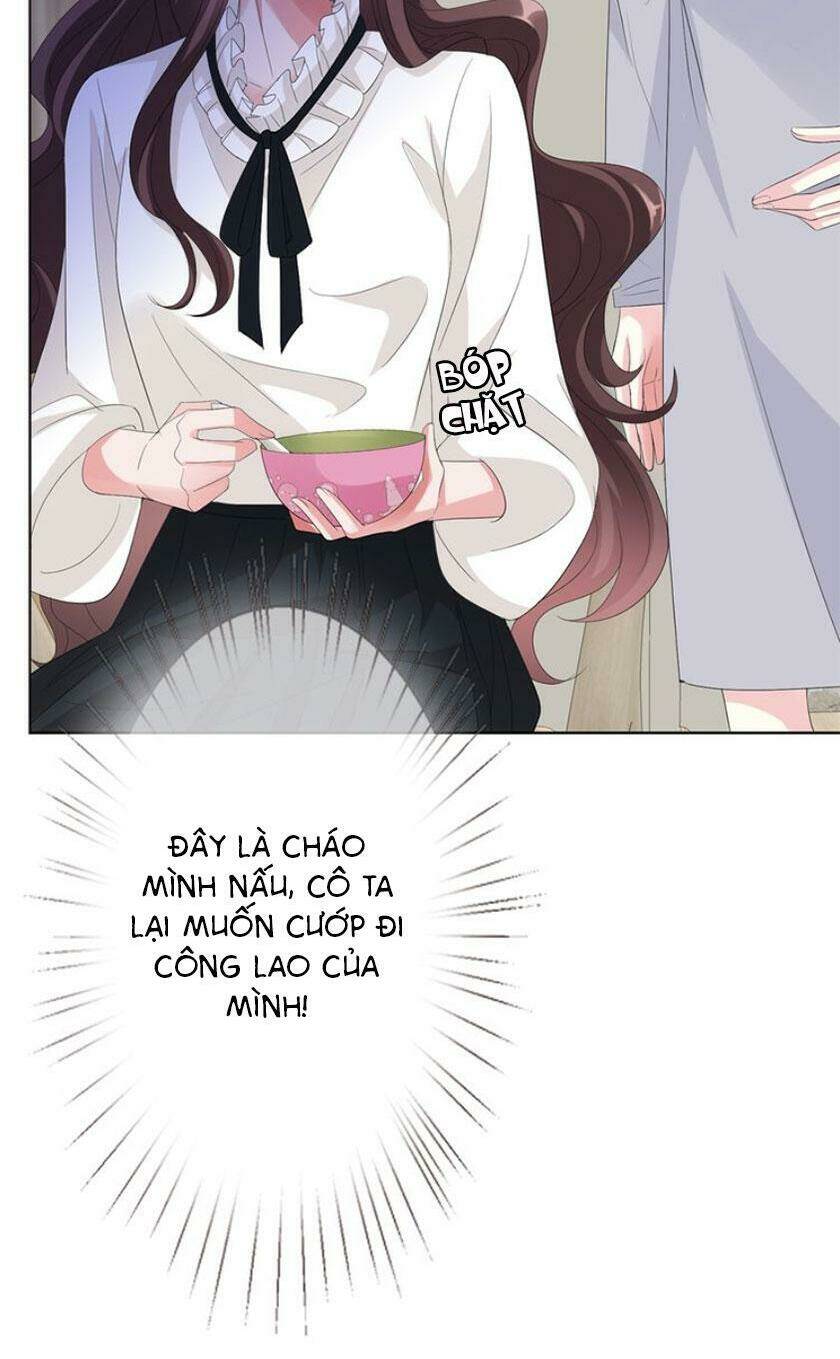 BÓP
CHẶT
ĐÂY LÀ CHÁO
MÌNH NẤU, CÔ TA
LẠI MUỐN CƯỚP ĐI
CÔNG LAO CỦA
MÌNH!